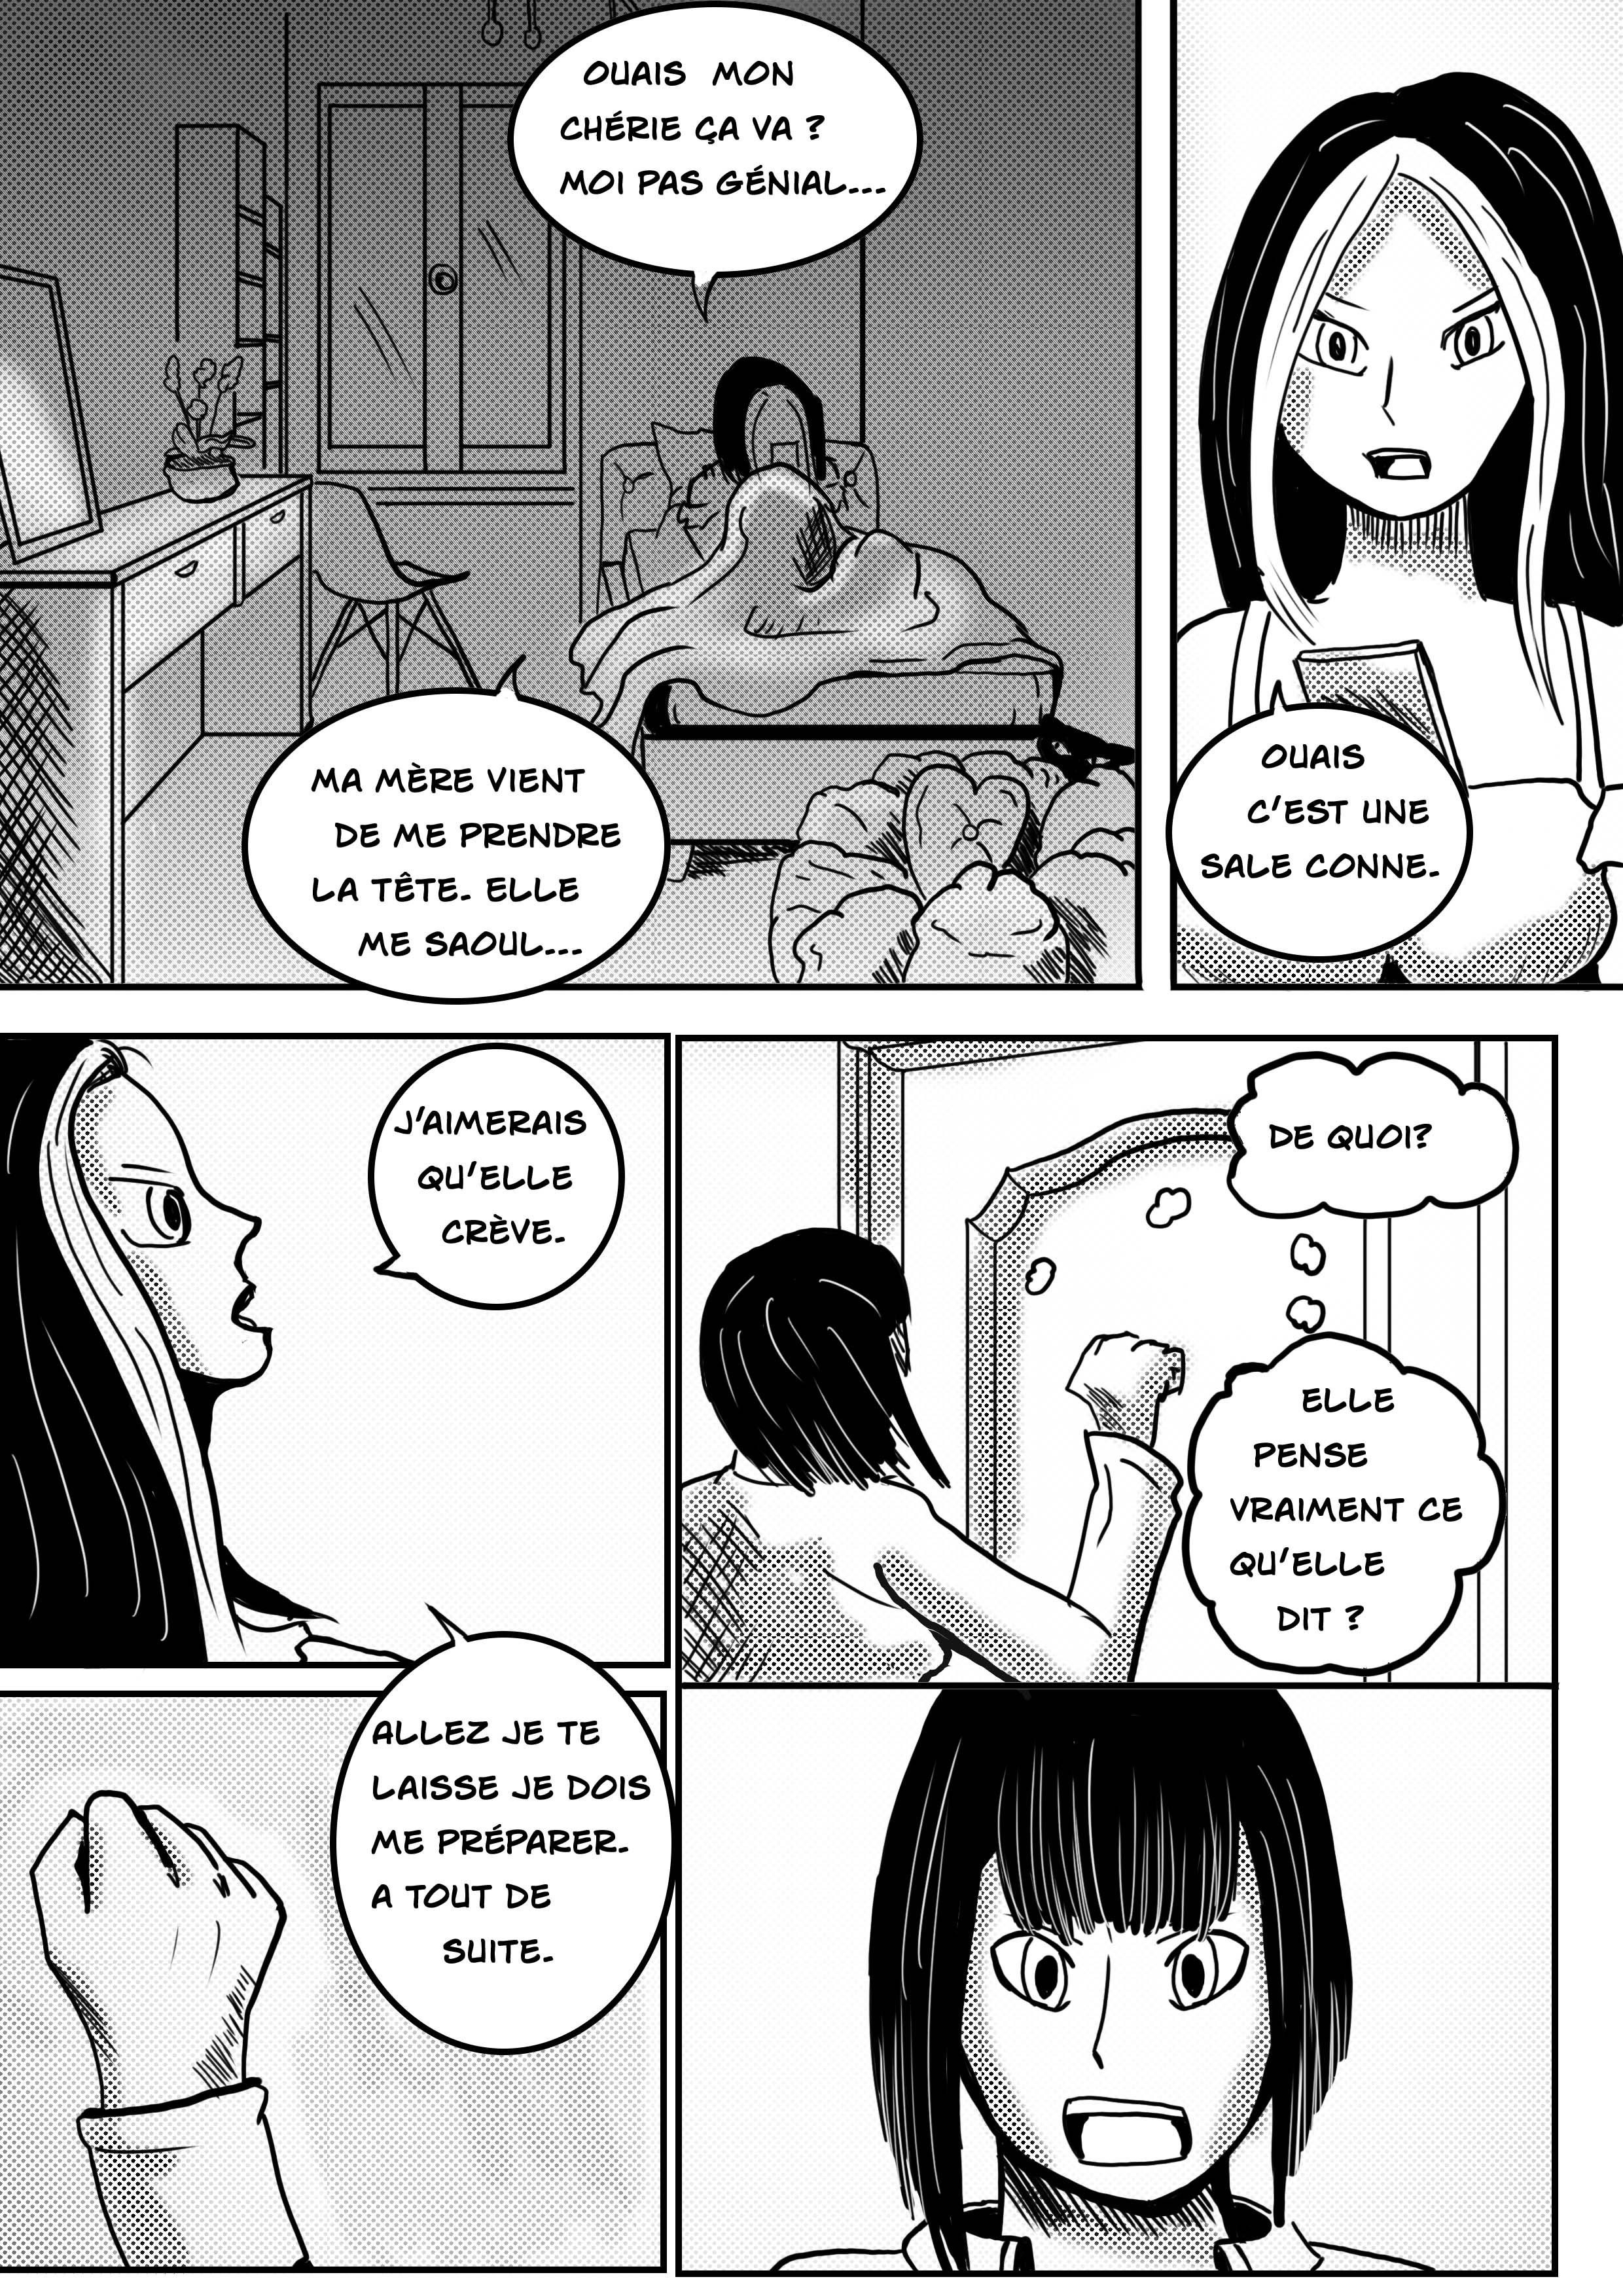 OUAIS MON
CHÉRIE ÇA VA ?
MOI PAS GÉNIAL...
MA MÈRE VIENT
DE ME PRENDRE
LA TÊTE. ELLE
ME SAOUL...
OUAIS
C'EST UNE
SALE CONNE.
J'AIMERAIS
QU'ELLE
CRÈVE.
DE QUOI?
ELLE
PENSE
VRAIMENT CE
QU'ELLE
DIT ?
ALLEZ JE TE
LAISSE JE DOIS
ME PRÉPARER.
A TOUT DE
SUITE.